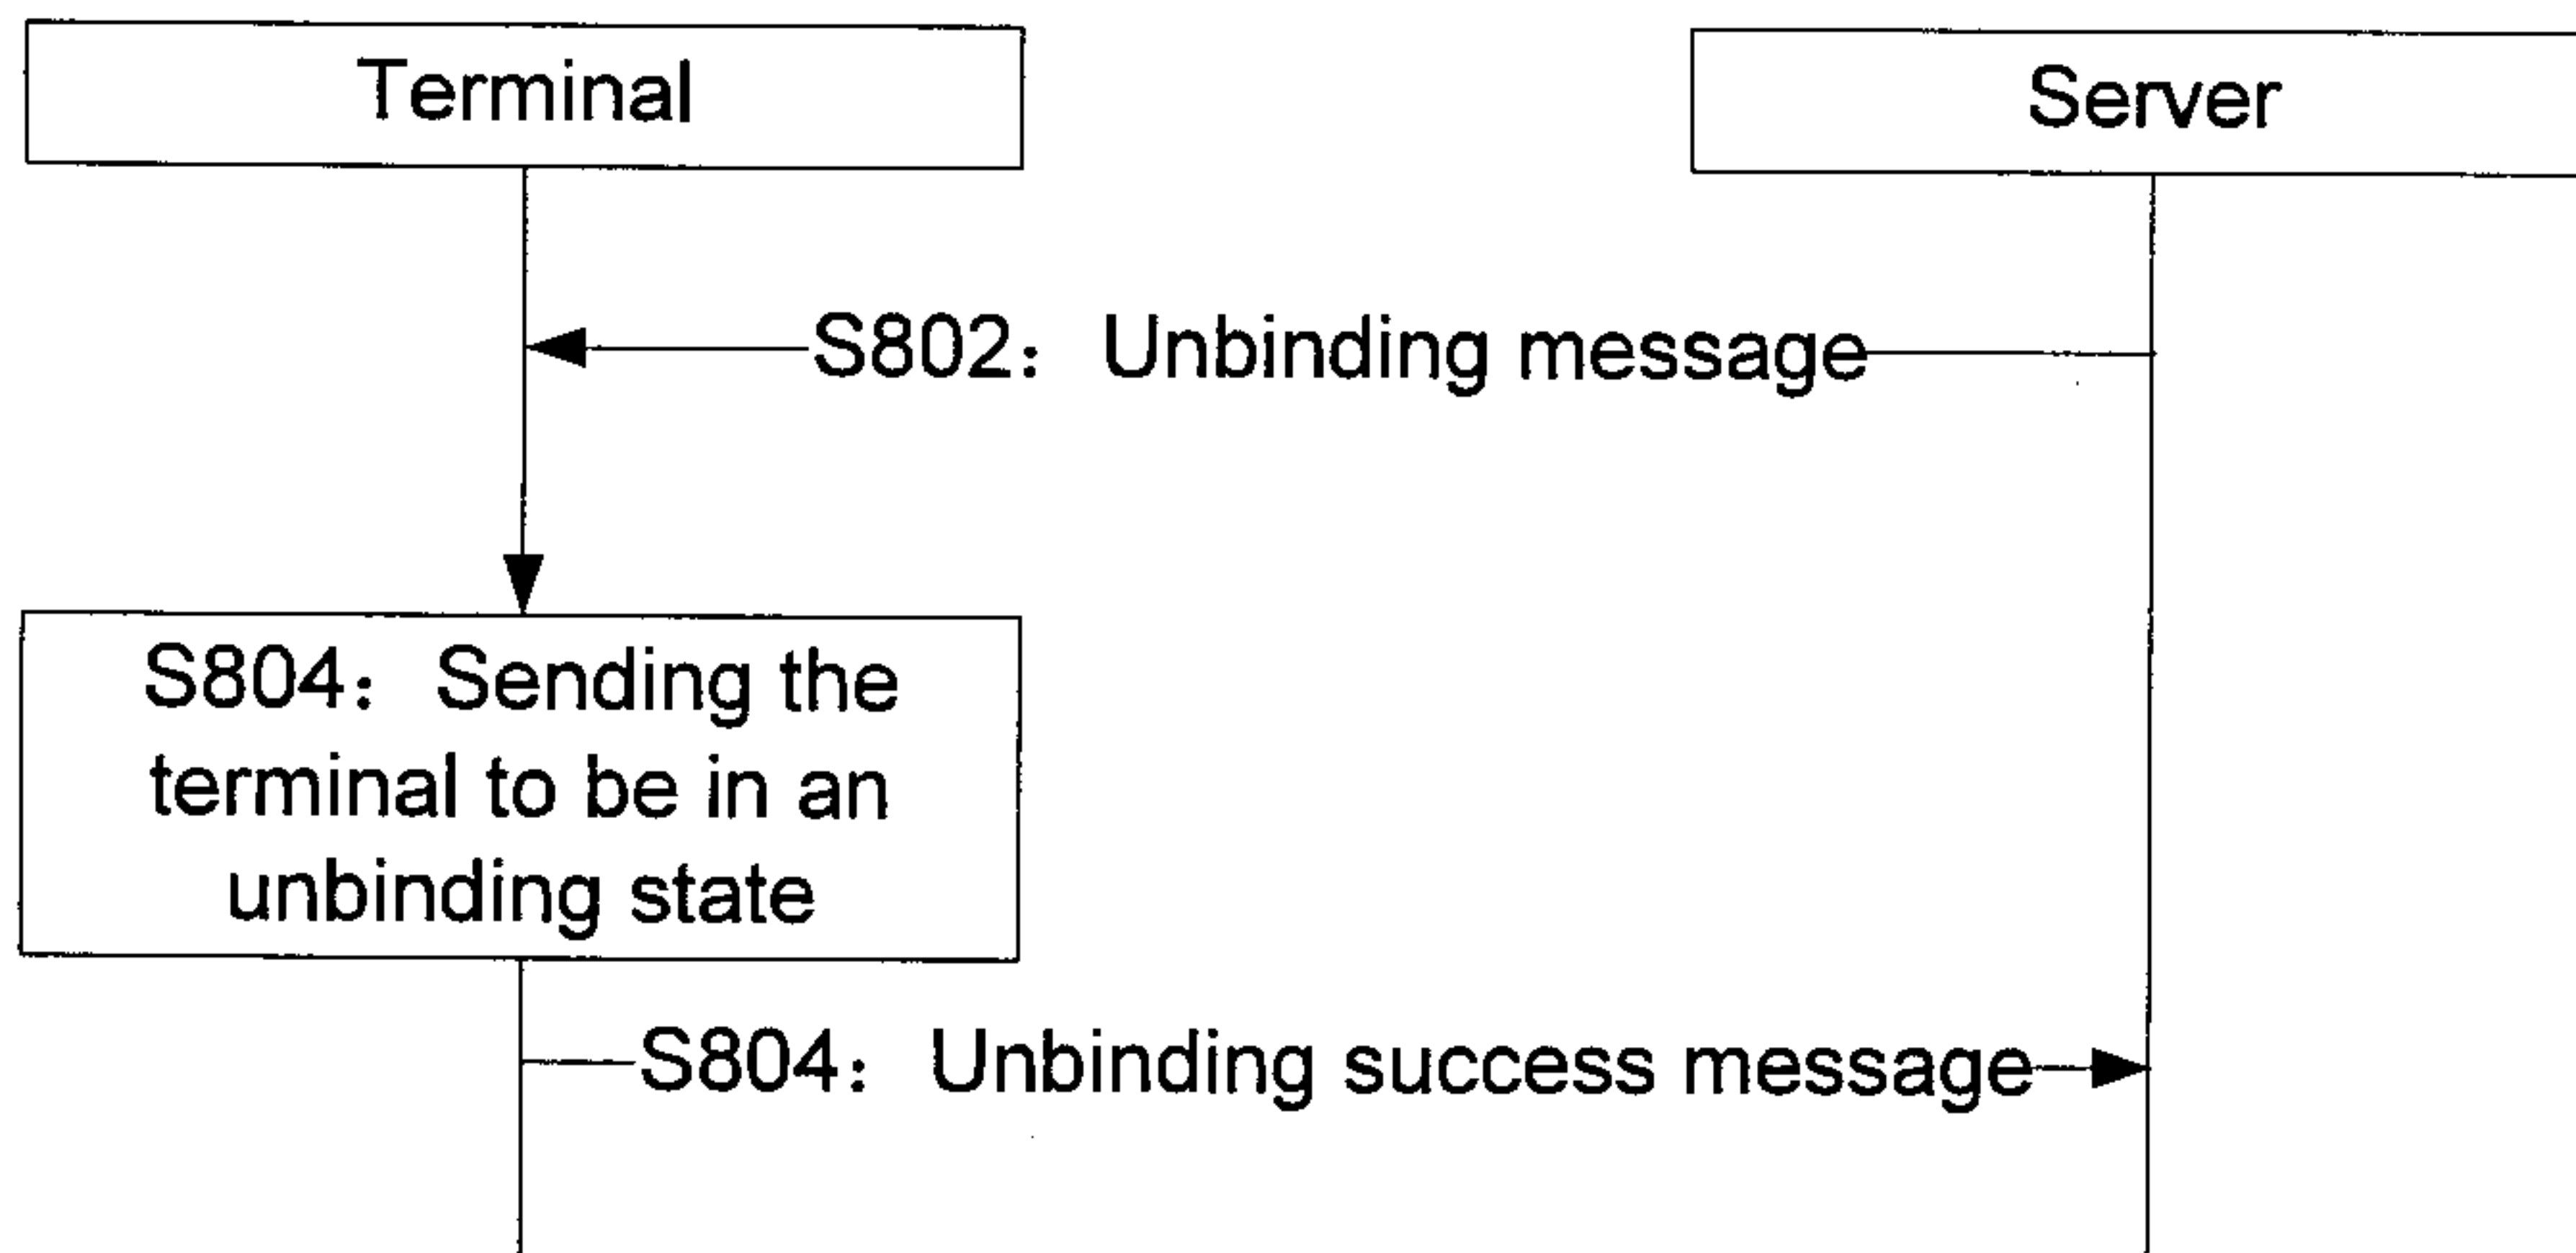 Terminal
Server
S802： Unbinding message
S804： Sending the
terminal to be in an
unbinding state
S804： Unbinding success message